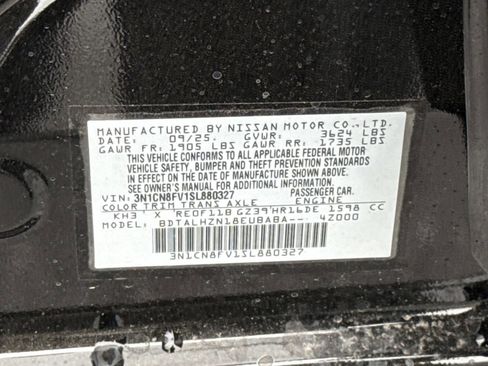 MANUFACTURED BY NISSAN MOTOR CO., LTD.
DATE: 09/25. GVWR: 3624 LBS
GAWR FR: 1905 LBS GAWR RR: 1735 LBS
THIS VEHICLE CONFORMS TO ALL APPLICABLE FEDERAL MOTOR
VEHICLE SAFETY, BUMPER, AND THEFT PREVENTION STANDARDS
IN EFFECT ON THE DATE OF MANUFACTURE SHOWN ABOVE.
SEE OWNER'S MANUAL FOR ADDITIONAL INFORMATION.
VIN: 3N1CN8FV1SL880327 PASSENGER CAR.
COLOR TRIM TRANS AXLE ENGINE
KH3 X RE0F11B GZ39 HR16DE 1598 CC
MODEL: BDTALHZN18EUBABA-- 4Z000
3N1CN8FV1SL880327